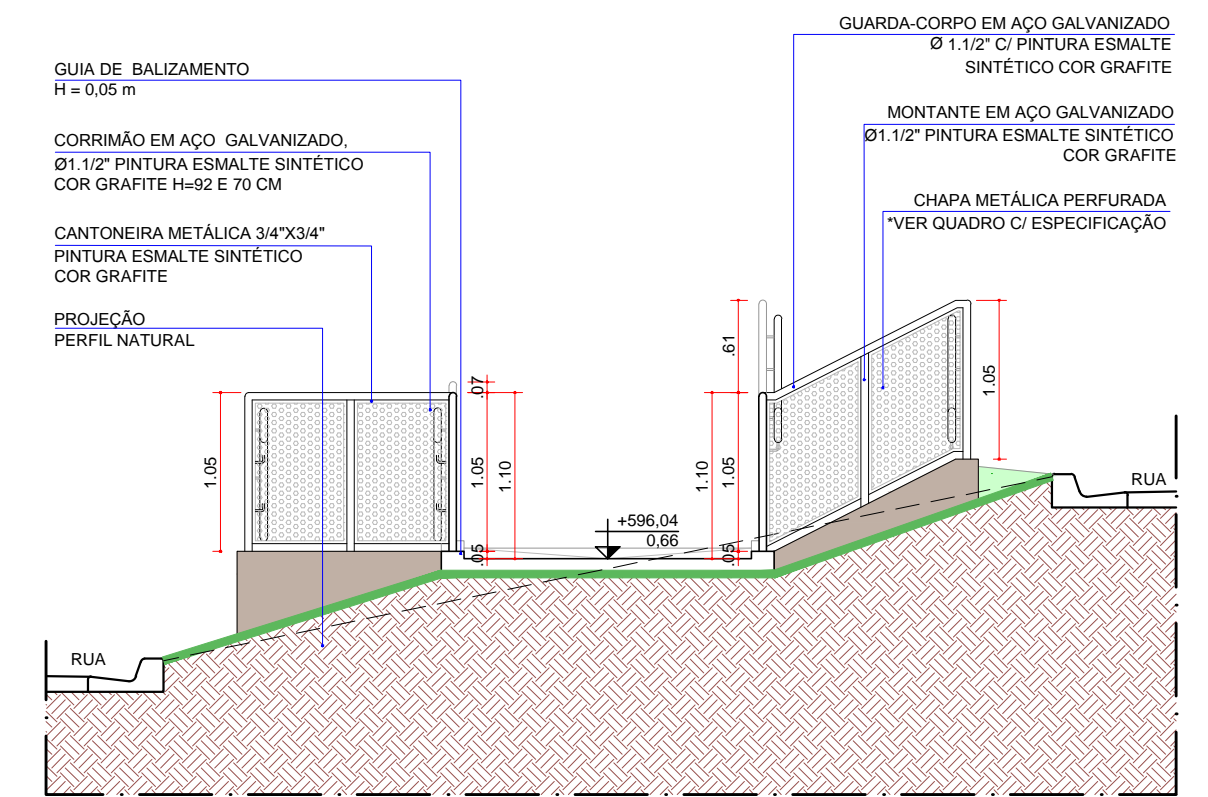 GUIA DE BALIZAMENTO
H = 0,05 m
CORRIMÃO EM AÇO GALVANIZADO,
Ø1.1/2" PINTURA ESMALTE SINTÉTICO
COR GRAFITE H=92 E 70 CM
CANTONEIRA METÁLICA 3/4"X3/4"
PINTURA ESMALTE SINTÉTICO
COR GRAFITE
PROJEÇÃO
PERFIL NATURAL
GUARDA-CORPO EM AÇO GALVANIZADO
Ø 1.1/2" C/ PINTURA ESMALTE
SINTÉTICO COR GRAFITE
MONTANTE EM AÇO GALVANIZADO
Ø1.1/2" PINTURA ESMALTE SINTÉTICO
COR GRAFITE
CHAPA METÁLICA PERFURADA
*VER QUADRO C/ ESPECIFICAÇÃO
1.05
.07
1.05
1.10
.05
+596,04
0,66
1.10
.61
1.05
.05
1.05
RUA
RUA